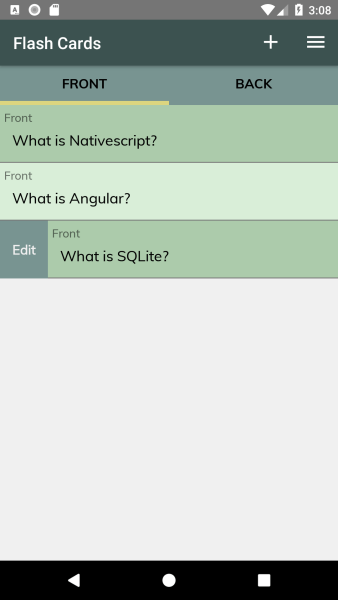 3:08
Flash Cards
FRONT BACK
Front
What is Nativescript?
Front
What is Angular?
Edit
Front
What is SQLite?